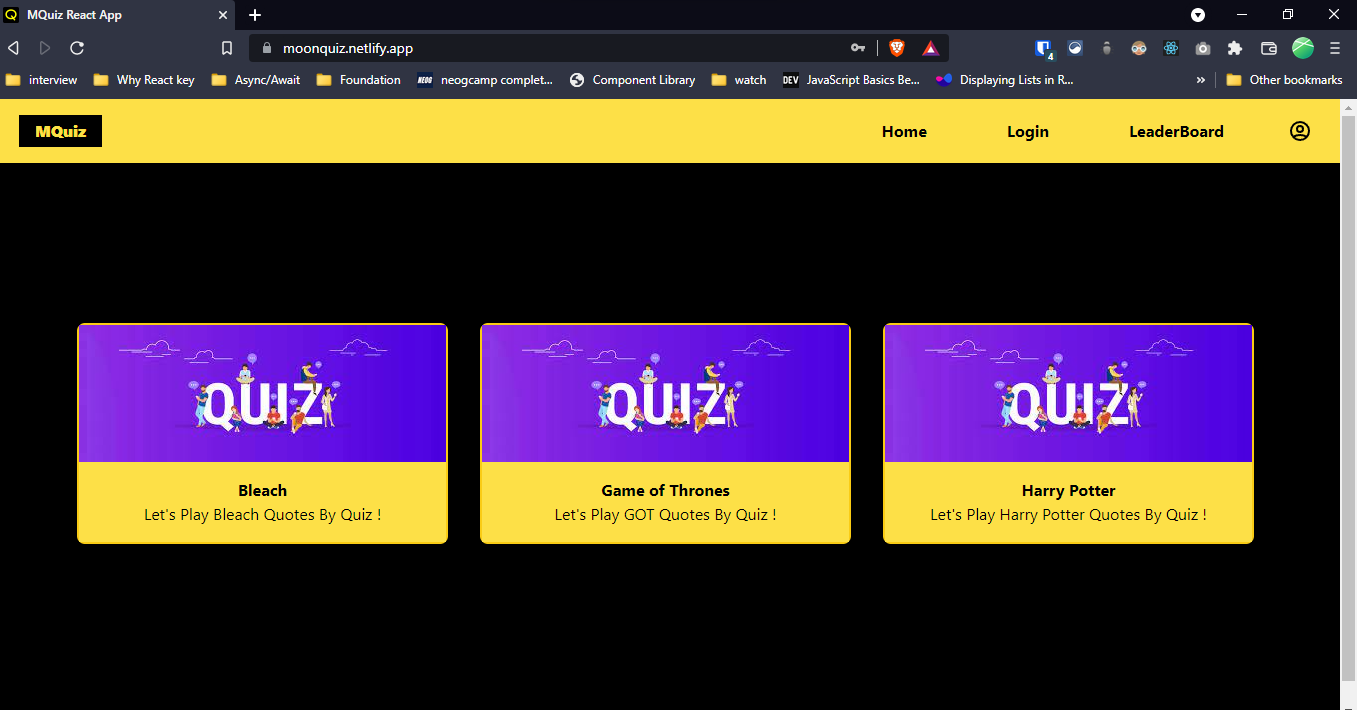 MQuiz React App
moonquiz.netlify.app
4
interview Why React key Async/Await Foundation NEOG neogcamp complet... Component Library watch DEV JavaScript Basics Be... Displaying Lists in R... » Other bookmarks
MQuiz Home Login LeaderBoard
QUIZ QUIZ QUIZ
Bleach Game of Thrones Harry Potter
Let's Play Bleach Quotes By Quiz ! Let's Play GOT Quotes By Quiz ! Let's Play Harry Potter Quotes By Quiz !